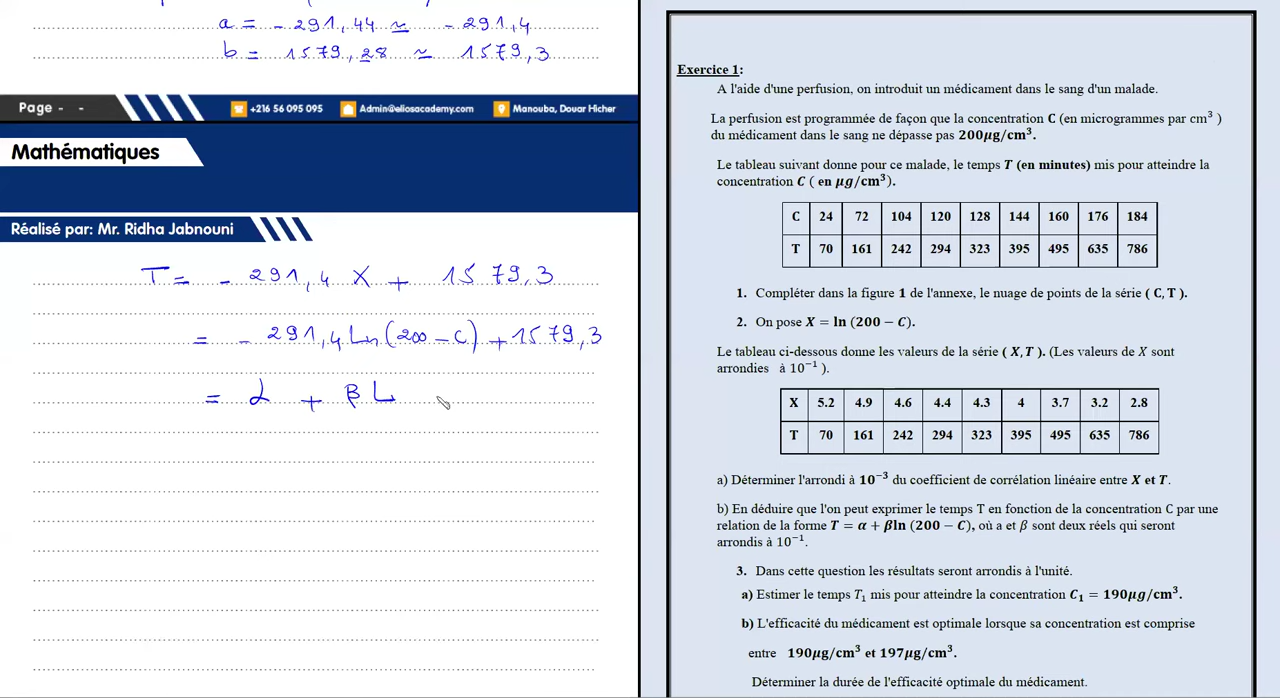 a = - 291,44 ≃ - 291,4
b = 1579,28 ≃ 1579,3
Page - -
+216 56 095 095
Admin@eliosacademy.com
Manouba, Douar Hicher
Mathématiques
Réalisé par: Mr. Ridha Jabnouni
T = - 291,4 X + 1579,3
= - 291,4 Ln(200 - C) + 1579,3
= α + β L
Exercice 1:
A l'aide d'une perfusion, on introduit un médicament dans le sang d'un malade.
La perfusion est programmée de façon que la concentration C (en microgrammes par cm³ )
du médicament dans le sang ne dépasse pas 200μg/cm³.
Le tableau suivant donne pour ce malade, le temps T (en minutes) mis pour atteindre la
concentration C ( en μg/cm³).
C 24 72 104 120 128 144 160 176 184
T 70 161 242 294 323 395 495 635 786
1. Compléter dans la figure 1 de l'annexe, le nuage de points de la série ( C, T ).
2. On pose X = ln (200 − C).
Le tableau ci-dessous donne les valeurs de la série ( X, T ). (Les valeurs de X sont
arrondies à 10⁻¹ ).
X 5.2 4.9 4.6 4.4 4.3 4 3.7 3.2 2.8
T 70 161 242 294 323 395 495 635 786
a) Déterminer l'arrondi à 10⁻³ du coefficient de corrélation linéaire entre X et T.
b) En déduire que l'on peut exprimer le temps T en fonction de la concentration C par une
relation de la forme T = α + βln (200 − C), où a et β sont deux réels qui seront
arrondis à 10⁻¹.
3. Dans cette question les résultats seront arrondis à l'unité.
a) Estimer le temps T₁ mis pour atteindre la concentration C₁ = 190μg/cm³.
b) L'efficacité du médicament est optimale lorsque sa concentration est comprise
entre 190μg/cm³ et 197μg/cm³.
Déterminer la durée de l'efficacité optimale du médicament.